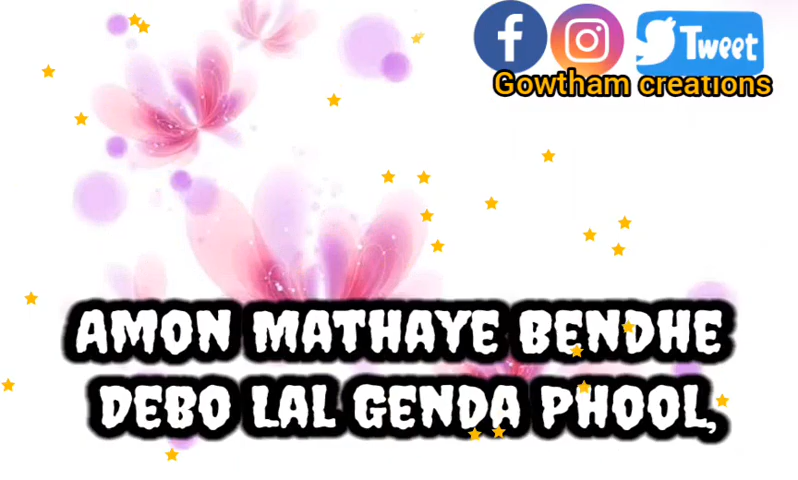 Tweet
Gowtham creations
AMON MATHAYE BENDHE
DEBO LAL GENDA PHOOL,